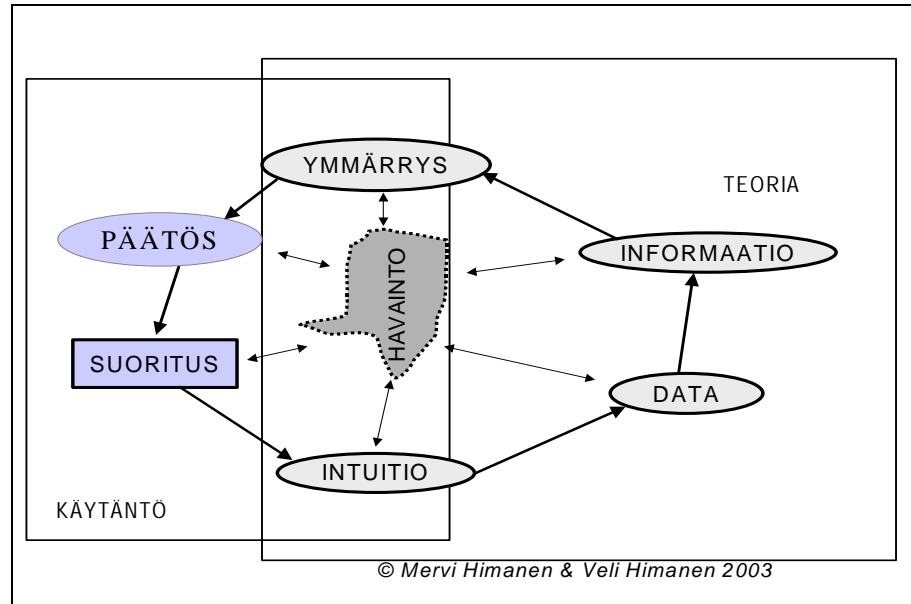 YMMÄRRYS
TEORIA
PÄÄTÖS
HAVAINTO
INFORMAATIO
SUORITUS
DATA
INTUITIO
KÄYTÄNTÖ
© Mervi Himanen & Veli Himanen 2003